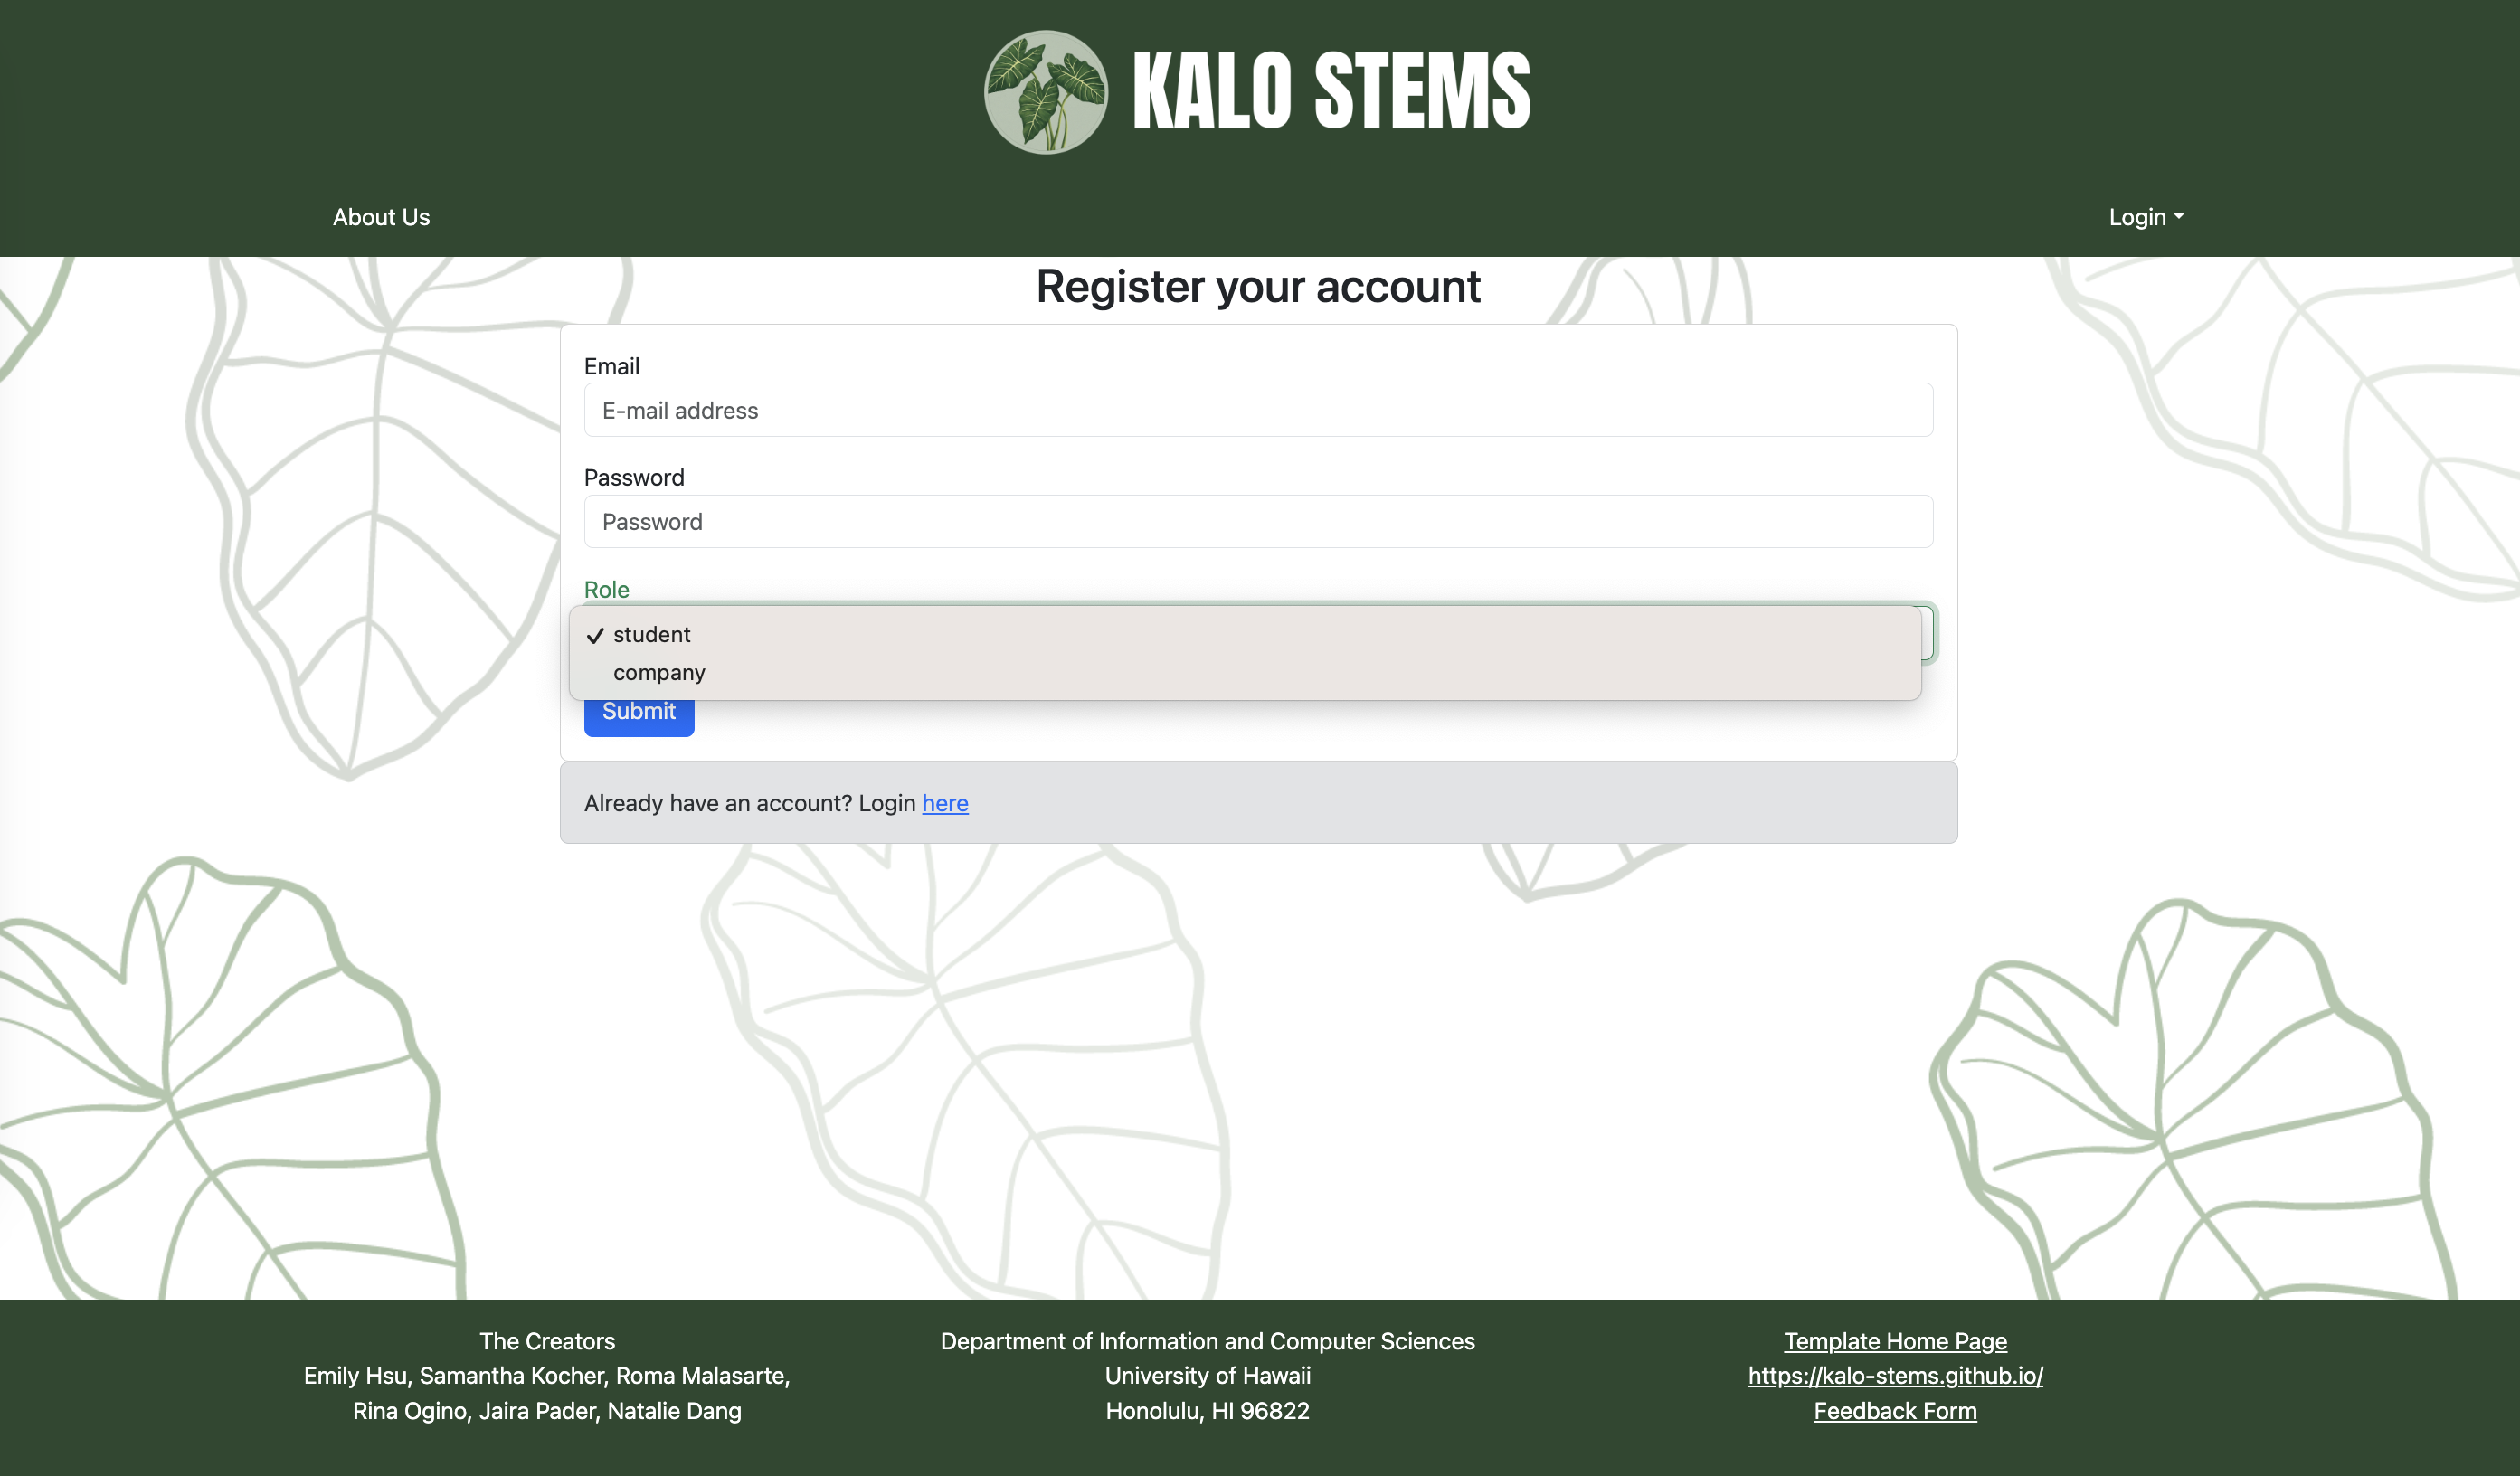 KALO STEMS
About Us
Login
Register your account
Email
E-mail address
Password
Password
Role
✓ student
company
Submit
Already have an account? Login here
The Creators
Emily Hsu, Samantha Kocher, Roma Malasarte,
Rina Ogino, Jaira Pader, Natalie Dang
Department of Information and Computer Sciences
University of Hawaii
Honolulu, HI 96822
Template Home Page
https://kalo-stems.github.io/
Feedback Form